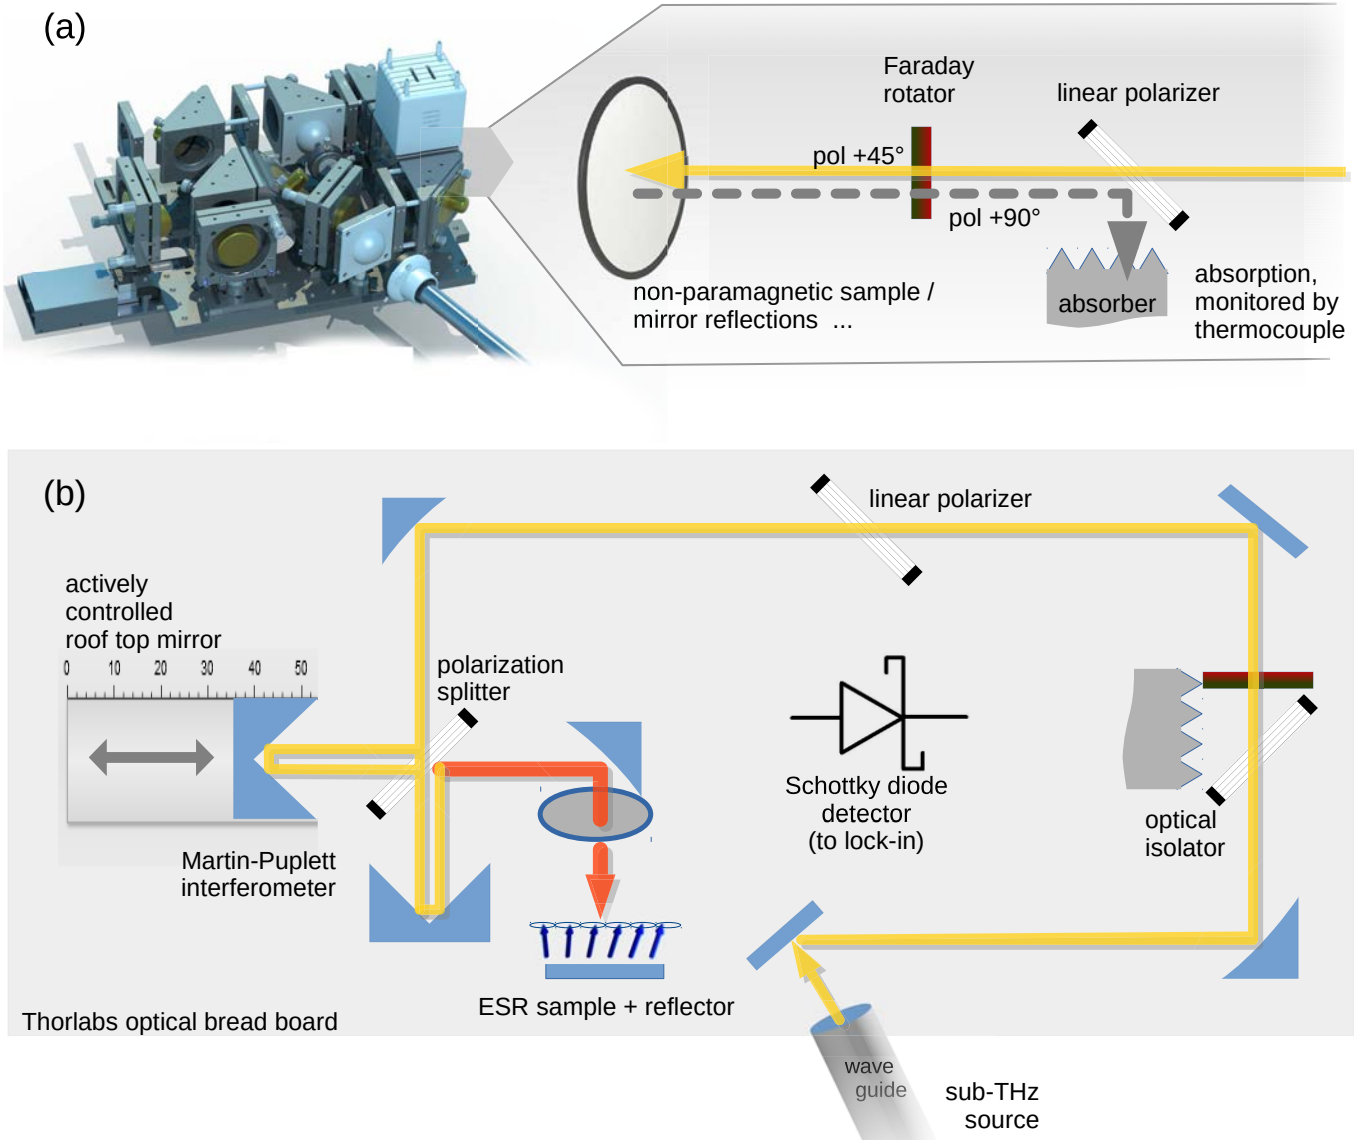 (a)
Faraday
rotator
linear polarizer
pol +45°
pol +90°
non-paramagnetic sample /
mirror reflections ...
absorber
absorption,
monitored by
thermocouple
(b)
linear polarizer
actively
controlled
roof top mirror
0 10 20 30 40 50
polarization
splitter
Schottky diode
detector
(to lock-in)
optical
isolator
Martin-Puplett
interferometer
ESR sample + reflector
Thorlabs optical bread board
wave
guide
sub-THz
source